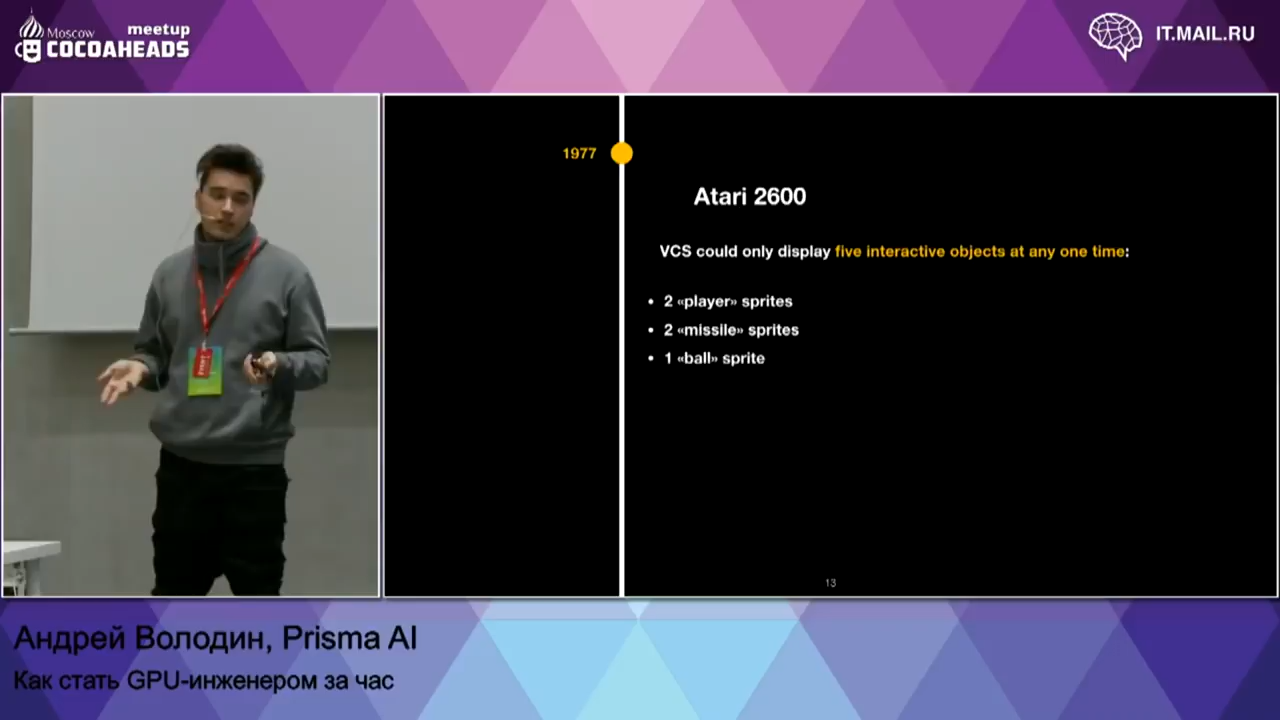 Moscow meetup
COCOAHEADS
IT.MAIL.RU
1977
Atari 2600
VCS could only display five interactive objects at any one time:
• 2 «player» sprites
• 2 «missile» sprites
• 1 «ball» sprite
13
Андрей Володин, Prisma AI
Как стать GPU-инженером за час